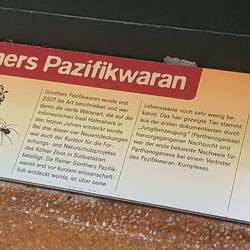 thers Pazifikwaran
Günthers Pazifikwaran wurde erst
2007 als Art beschrieben und war
damit die vierte Waranart, die auf der
indonesischen Insel Halmahera in
den letzten Jahren entdeckt wurde.
Bei drei dieser vier Neuentdeckungen
war auch der Kurator für die For-
schungs- und Naturschutzprojekte
des Kölner Zoos in Südostasien
beteiligt. Da Rainer Günthers Pazifik-
waran erst vor kurzem wissenschaft-
lich entdeckt wurde, ist über seine
Lebensweise noch sehr wenig be-
kannt. Das hier gezeigte Tier stammt
aus der ersten dokumentierten durch
„Jungfernzeugung" (Parthenogenese)
hervorgegangenen Nachzucht und
war der erste bekannte Nachweis für
Parthenogenese bei einem Vertreter
des Pazifikwaran-Komplexes.